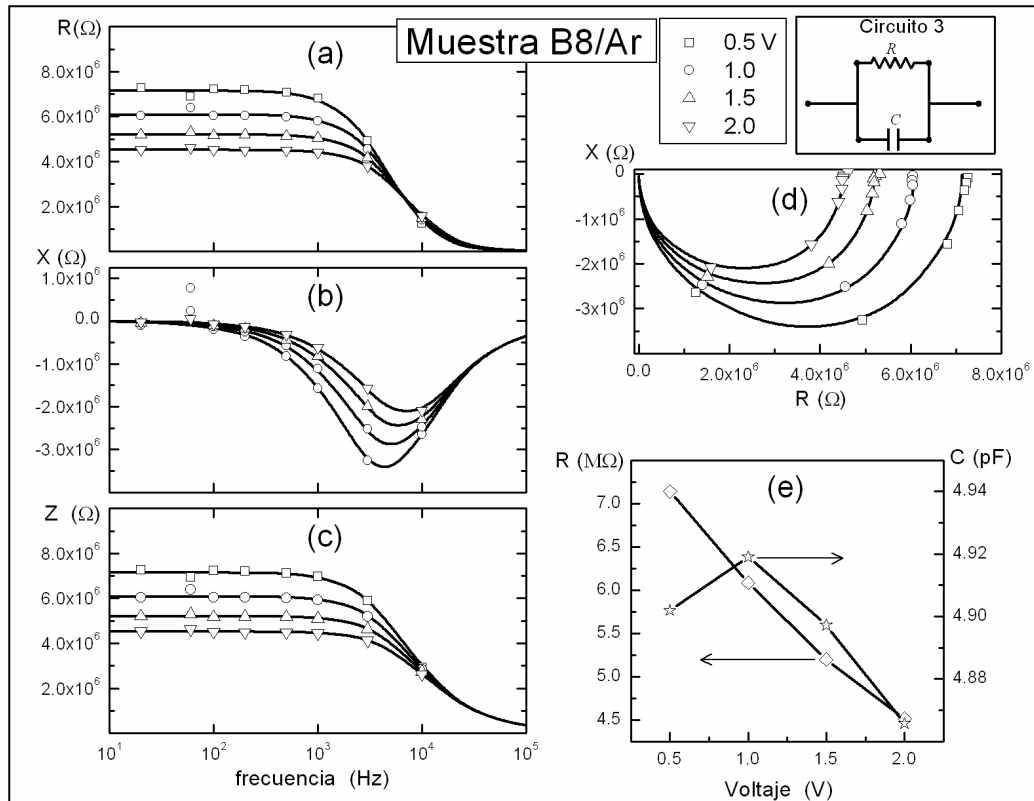 Muestra B8/Ar
0.5 V
1.0
1.5
2.0
Circuito 3
R
C
R(Ω)
(a)
8.0x10⁶
6.0x10⁶
4.0x10⁶
2.0x10⁶
X (Ω)
(b)
1.0x10⁶
0.0
-1.0x10⁶
-2.0x10⁶
-3.0x10⁶
Z (Ω)
(c)
8.0x10⁶
6.0x10⁶
4.0x10⁶
2.0x10⁶
10¹ 10² 10³ 10⁴ 10⁵
frecuencia (Hz)
X (Ω)
(d)
0
-1x10⁶
-2x10⁶
-3x10⁶
0.0 2.0x10⁶ 4.0x10⁶ 6.0x10⁶ 8.0x10⁶
R (Ω)
R (MΩ)
C (pF)
(e)
7.0
6.5
6.0
5.5
5.0
4.5
4.94
4.92
4.90
4.88
0.5 1.0 1.5 2.0
Voltaje (V)